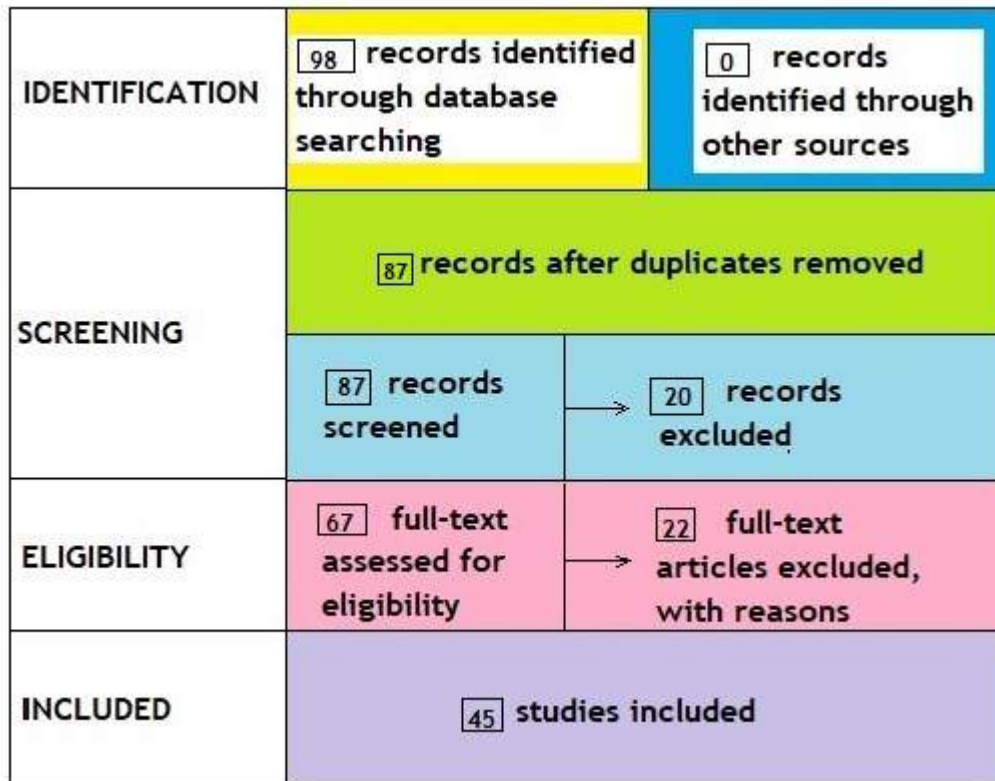 IDENTIFICATION
98 records identified
through database
searching
0 records
identified through
other sources
SCREENING
87 records after duplicates removed
87 records
screened
20 records
excluded
ELIGIBILITY
67 full-text
assessed for
eligibility
22 full-text
articles excluded,
with reasons
INCLUDED
45 studies included